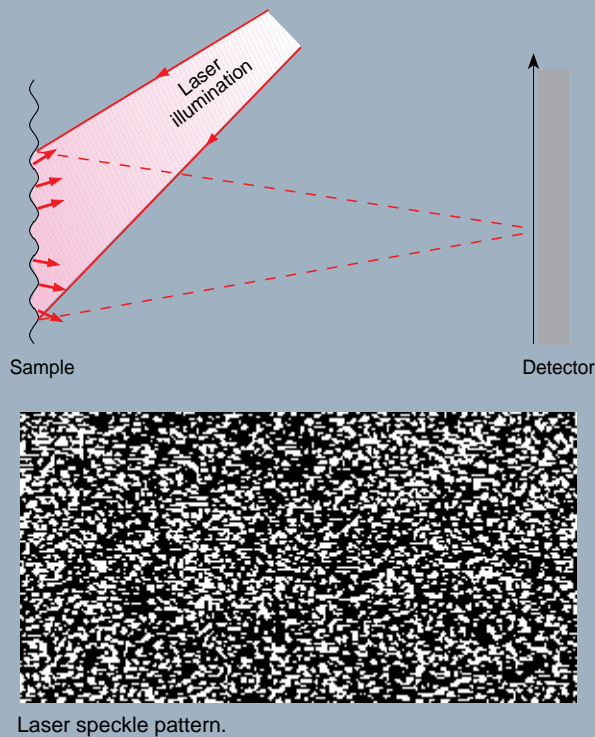 Laser
illumination
Sample
Detector
Laser speckle pattern.